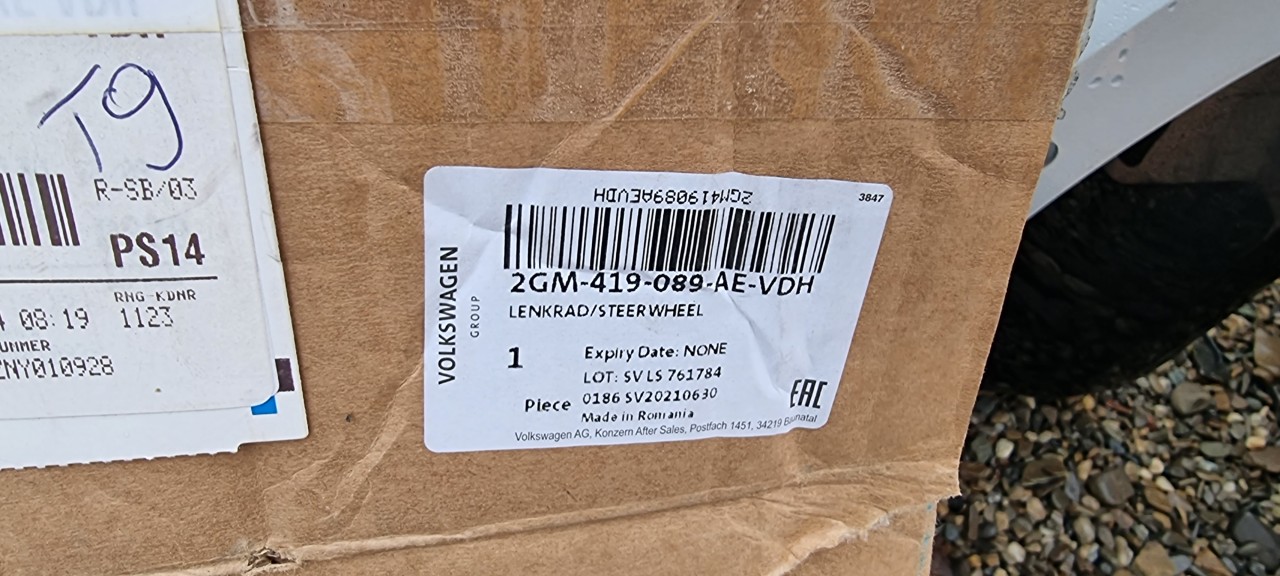 T9
R-SB/03
PS14
RNG-KDNR
08:19 1123
NY010928
3847
2GM419089AEVDH
2GM-419-089-AE-VDH
LENKRAD/STEERWHEEL
VOLKSWAGEN
GROUP
1
Piece
Expiry Date: NONE
LOT: SV LS 761784
0186 SV20210630
Made in Romania
EAC
Volkswagen AG, Konzern After Sales, Postfach 1451, 34219 Baunatal